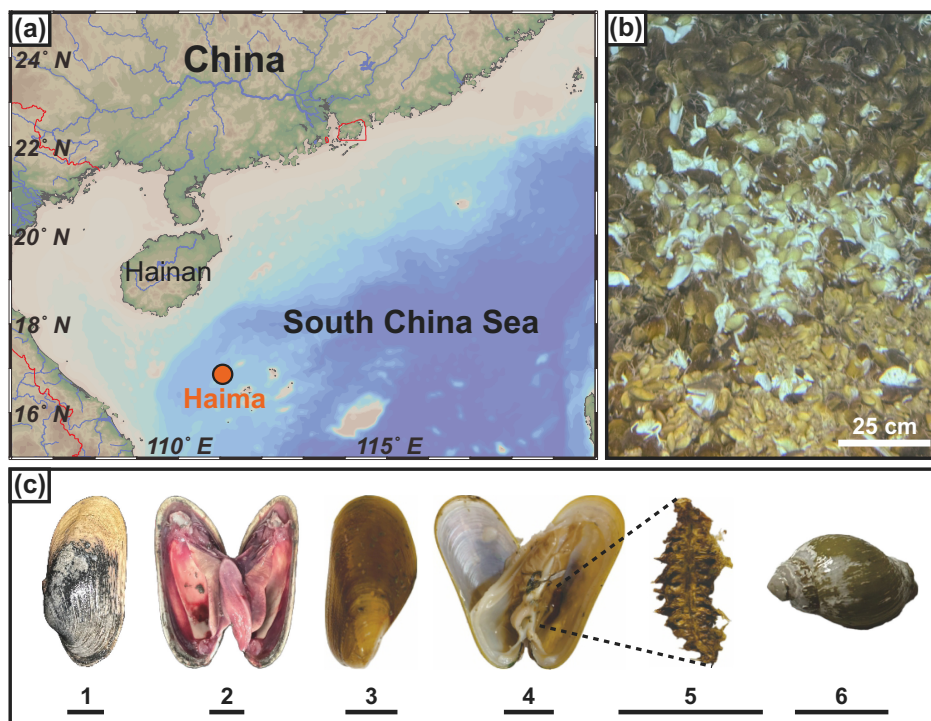 (a)
China
24° N
22° N
20° N
Hainan
18° N
South China Sea
Haima
16° N
110° E
115° E
(b)
25 cm
(c)
1
2
3
4
5
6